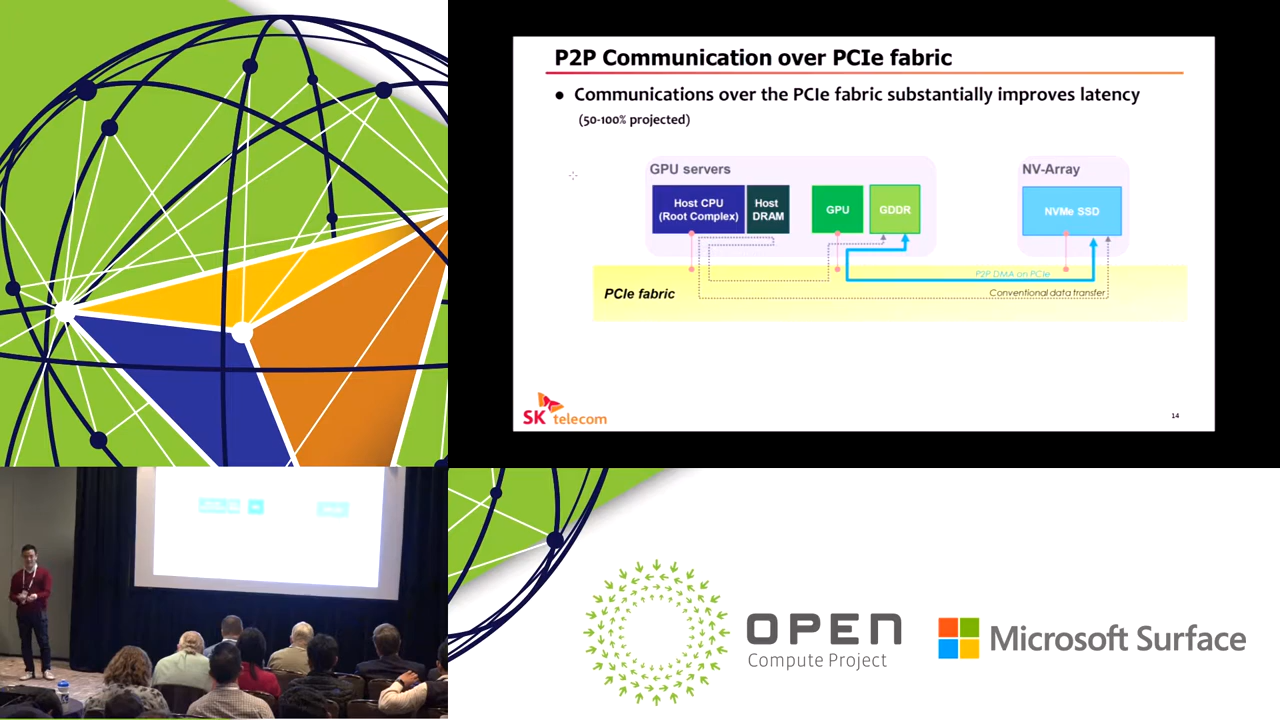 P2P Communication over PCIe fabric
● Communications over the PCIe fabric substantially improves latency
(50-100% projected)
GPU servers
NV-Array
Host CPU
(Root Complex)
Host
DRAM
GPU
GDDR
NVMe SSD
P2P DMA on PCIe
PCIe fabric
Conventional data transfer
SK telecom
14
OPEN
Compute Project
Microsoft Surface